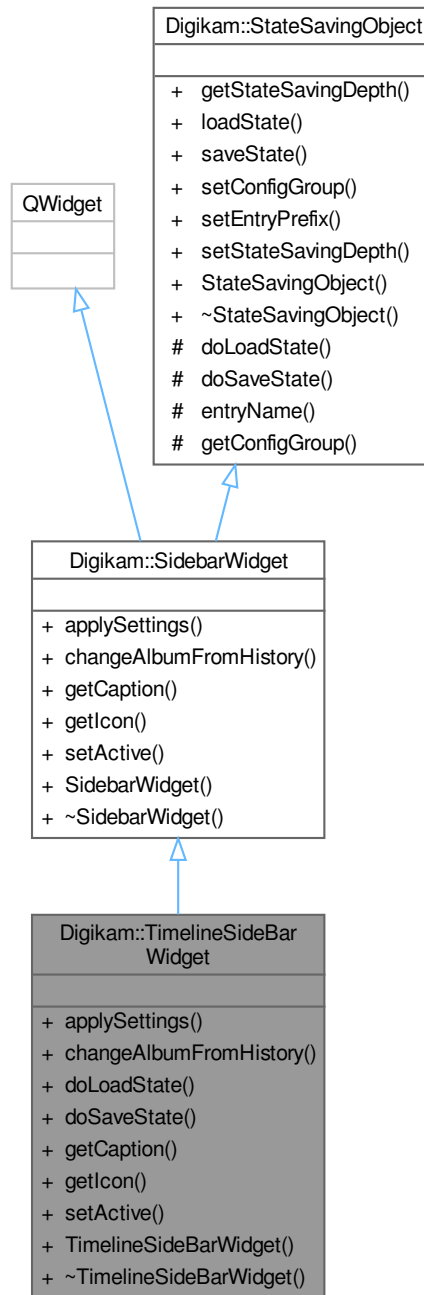 Digikam::StateSavingObject
+ getStateSavingDepth()
+ loadState()
+ saveState()
+ setConfigGroup()
+ setEntryPrefix()
+ setStateSavingDepth()
+ StateSavingObject()
+ ~StateSavingObject()
# doLoadState()
# doSaveState()
# entryName()
# getConfigGroup()
QWidget
Digikam::SidebarWidget
+ applySettings()
+ changeAlbumFromHistory()
+ getCaption()
+ getIcon()
+ setActive()
+ SidebarWidget()
+ ~SidebarWidget()
Digikam::TimelineSideBar
Widget
+ applySettings()
+ changeAlbumFromHistory()
+ doLoadState()
+ doSaveState()
+ getCaption()
+ getIcon()
+ setActive()
+ TimelineSideBarWidget()
+ ~TimelineSideBarWidget()